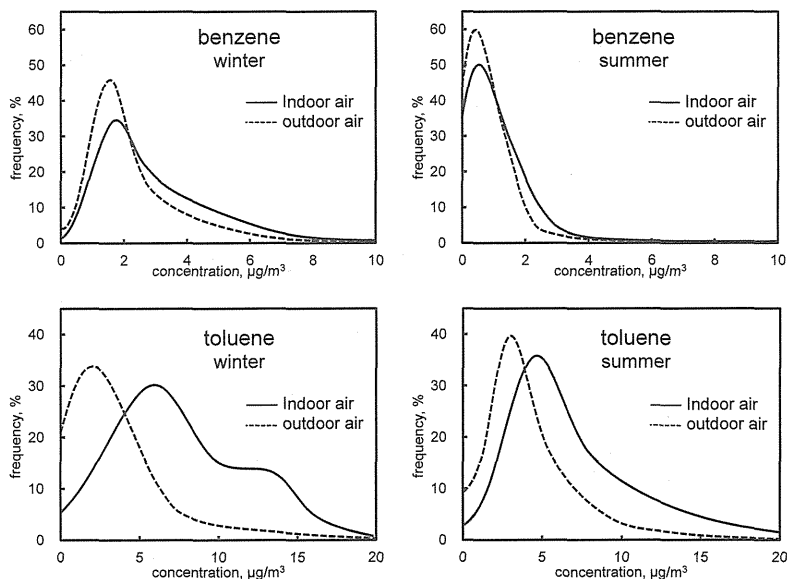 benzene
winter
Indoor air
outdoor air
frequency, %
60
50
40
30
20
10
0
0 2 4 6 8 10
concentration, µg/m³
benzene
summer
Indoor air
outdoor air
frequency, %
60
50
40
30
20
10
0
0 2 4 6 8 10
concentration, µg/m³
toluene
winter
Indoor air
outdoor air
frequency, %
40
30
20
10
0
0 5 10 15 20
concentration, µg/m³
toluene
summer
Indoor air
outdoor air
frequency, %
40
30
20
10
0
0 5 10 15 20
concentration, µg/m³